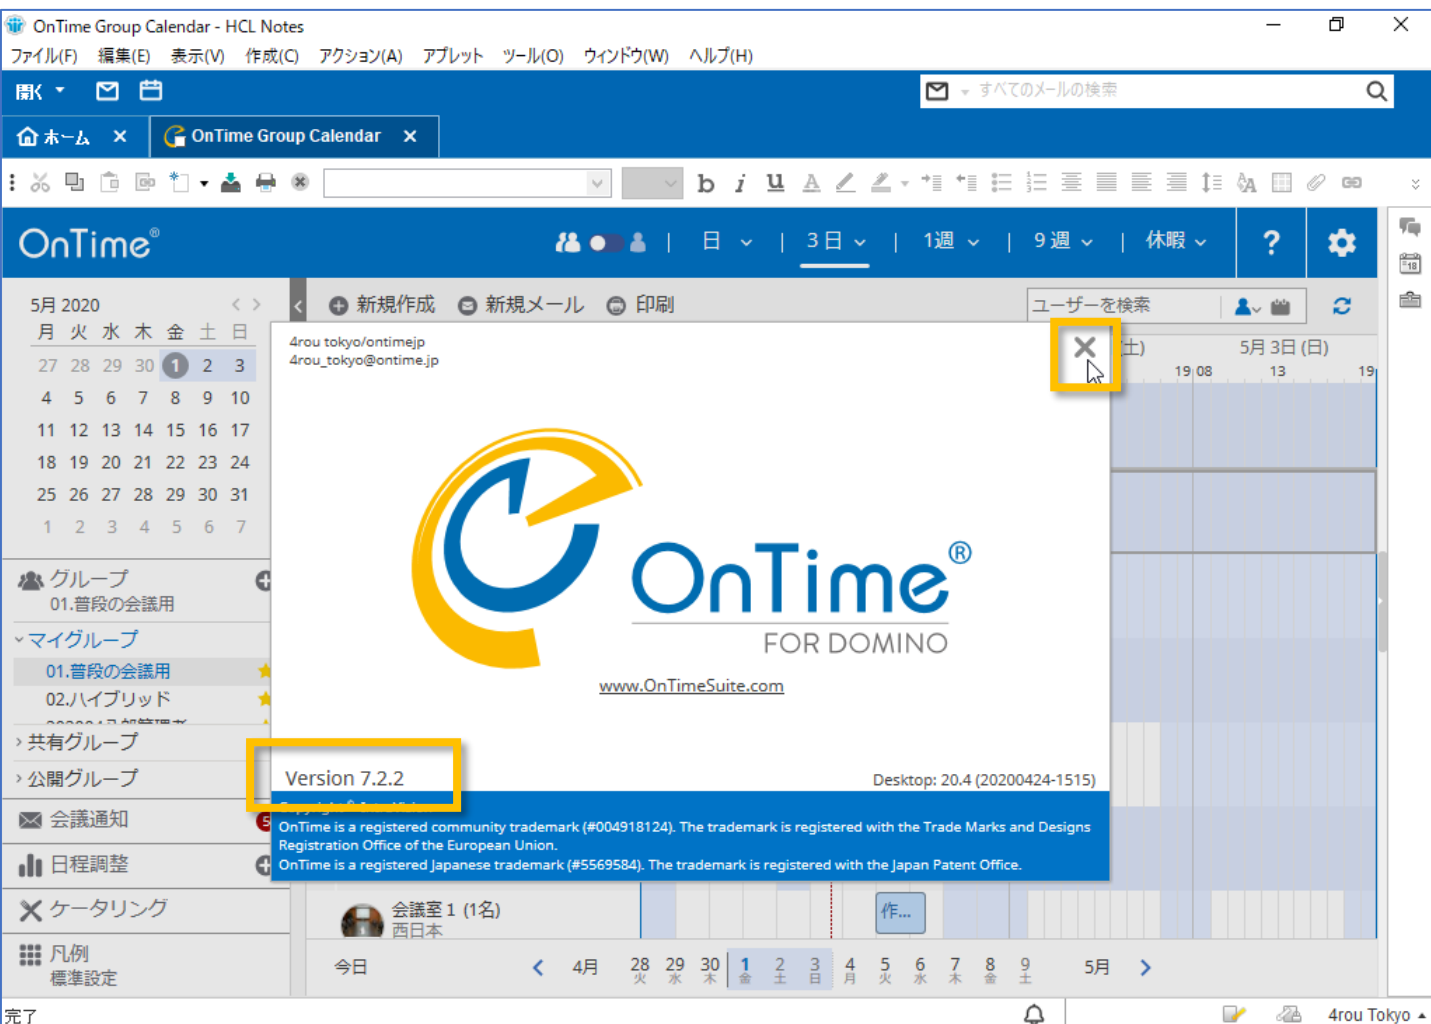 OnTime Group Calendar - HCL Notes
ファイル(F) 編集(E) 表示(V) 作成(C) アクション(A) アプレット ツール(O) ウィンドウ(W) ヘルプ(H)
開く すべてのメールの検索
ホーム OnTime Group Calendar
b i u A
OnTime® 日 | 3日 | 1週 | 9週 | 休暇 ?
5月 2020 新規作成 新規メール 印刷 ユーザーを検索
月 火 水 木 金 土 日
27 28 29 30 1 2 3
4 5 6 7 8 9 10
11 12 13 14 15 16 17
18 19 20 21 22 23 24
25 26 27 28 29 30 31
1 2 3 4 5 6 7
(土) 5月 3日 (日)
19 08 13 19
18
4rou tokyo/ontimejp
4rou_tokyo@ontime.jp
OnTime®
FOR DOMINO
www.OnTimeSuite.com
Version 7.2.2 Desktop: 20.4 (20200424-1515)
OnTime is a registered community trademark (#004918124). The trademark is registered with the Trade Marks and Designs
Registration Office of the European Union.
OnTime is a registered Japanese trademark (#5569584). The trademark is registered with the Japan Patent Office.
グループ
01.普段の会議用
マイグループ
01.普段の会議用
02.ハイブリッド
共有グループ
公開グループ
会議通知 5
日程調整
ケータリング
凡例
標準設定
会議室 1 (1名) 作...
西日本
今日 4月 28 29 30 1 2 3 4 5 6 7 8 9 5月
火 水 木 金 土 日 月 火 水 木 金 土
完了 4rou Tokyo